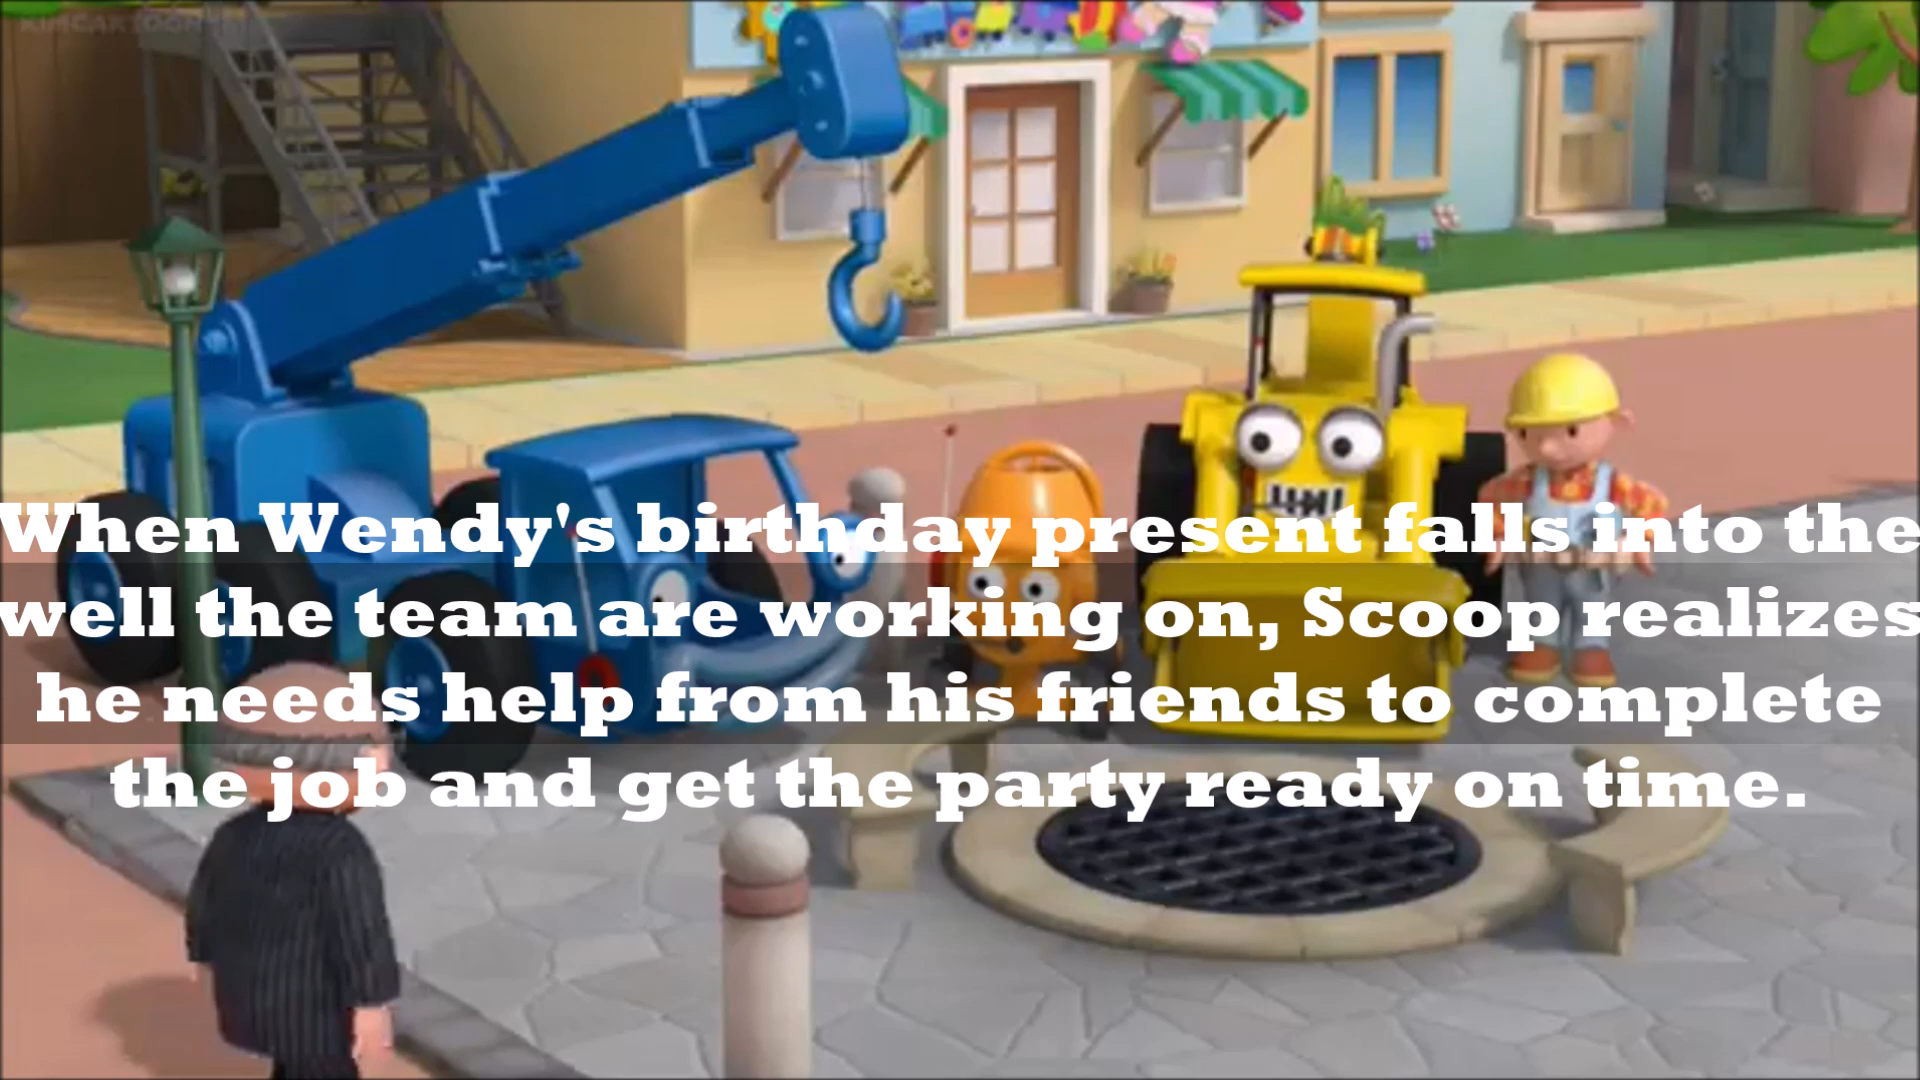 KIMCARTOON
When Wendy's birthday present falls into the
well the team are working on, Scoop realizes
he needs help from his friends to complete
the job and get the party ready on time.